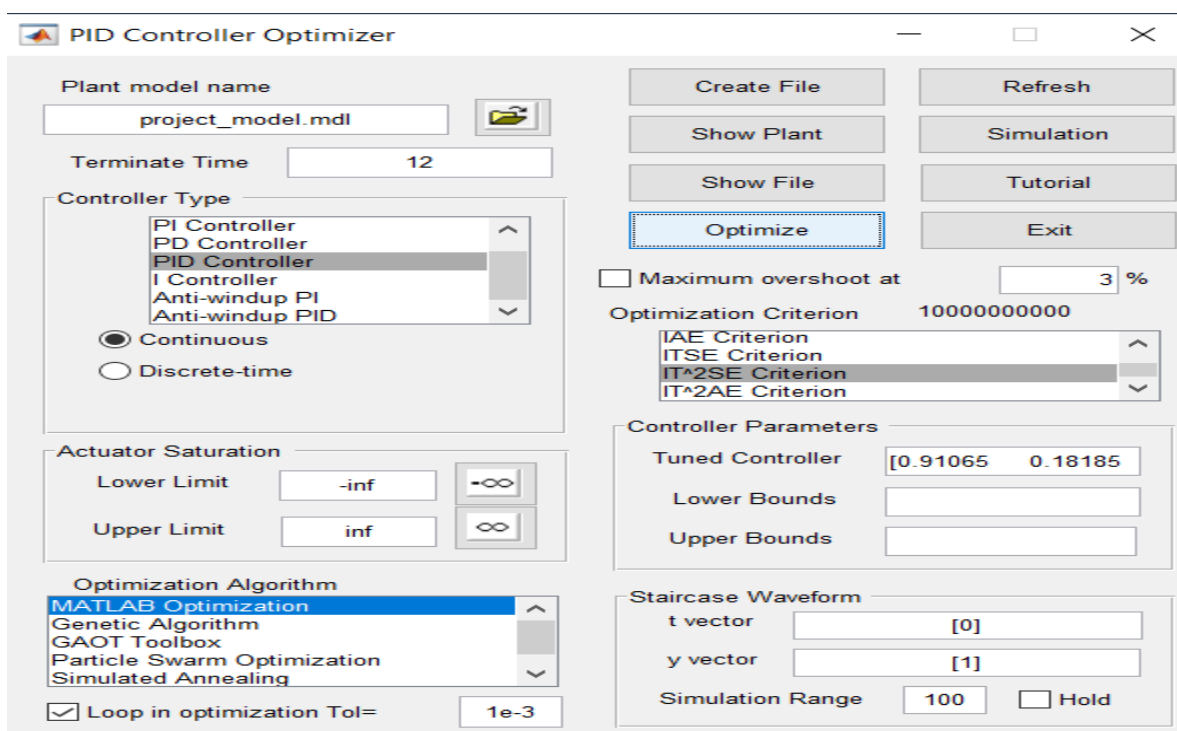 PID Controller Optimizer
Plant model name
project_model.mdl
Terminate Time 12
Controller Type
PI Controller
PD Controller
PID Controller
I Controller
Anti-windup PI
Anti-windup PID
Continuous
Discrete-time
Actuator Saturation
Lower Limit -inf -∞
Upper Limit inf ∞
Optimization Algorithm
MATLAB Optimization
Genetic Algorithm
GAOT Toolbox
Particle Swarm Optimization
Simulated Annealing
Loop in optimization Tol= 1e-3
Create File Refresh
Show Plant Simulation
Show File Tutorial
Optimize Exit
Maximum overshoot at 3 %
Optimization Criterion 10000000000
IAE Criterion
ITSE Criterion
IT^2SE Criterion
IT^2AE Criterion
Controller Parameters
Tuned Controller [0.91065 0.18185
Lower Bounds
Upper Bounds
Staircase Waveform
t vector [0]
y vector [1]
Simulation Range 100 Hold